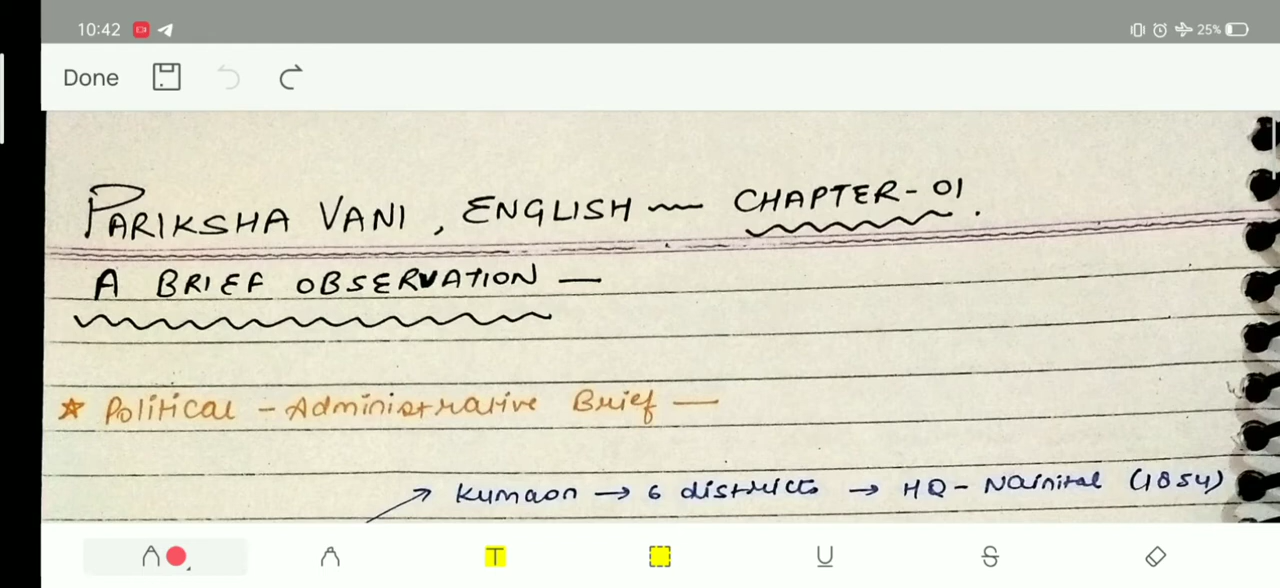 10:42
25%
Done
PARIKSHA VANI, ENGLISH — CHAPTER-01.
A BRIEF OBSERVATION —
☆ Political - Administrative Brief —
→ Kumaon → 6 districts → HQ - Nainital (1854)
T
U
S